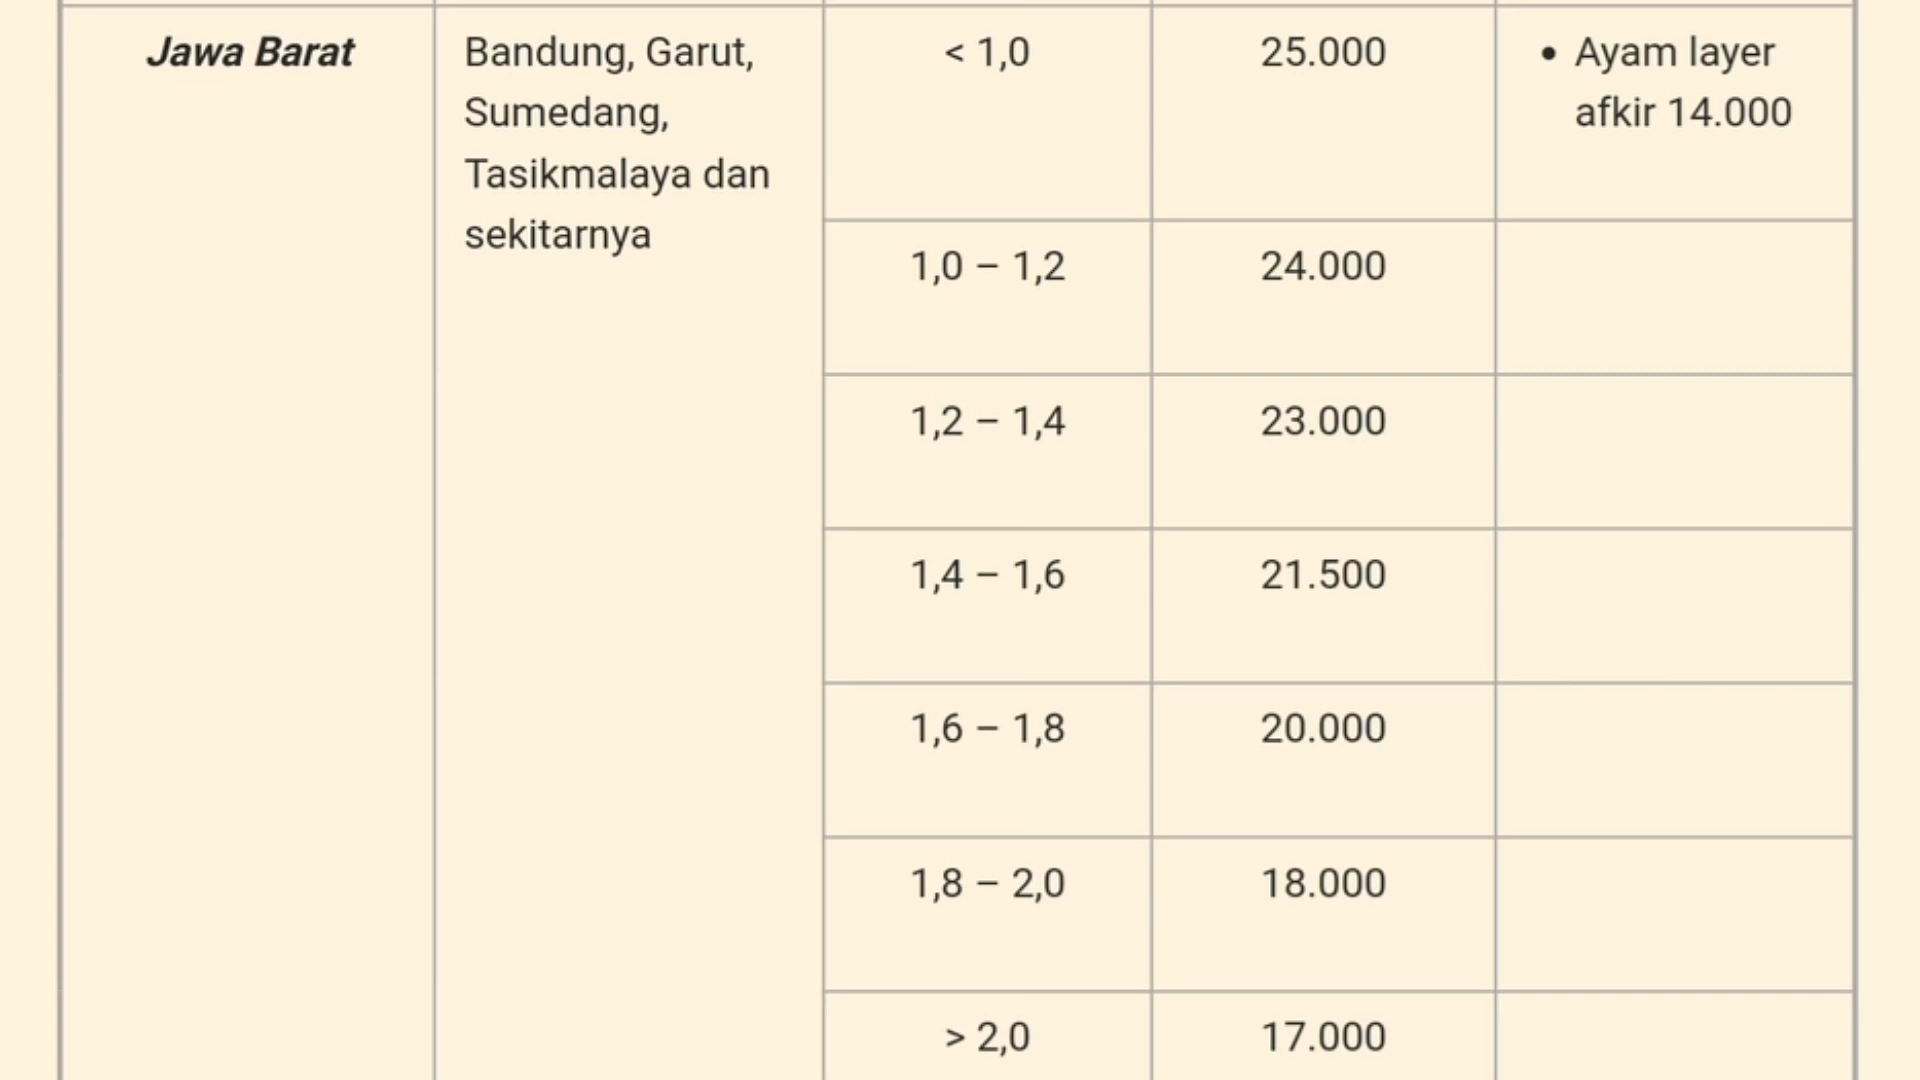 Jawa Barat
Bandung, Garut,
Sumedang,
Tasikmalaya dan
sekitarnya
< 1,0
25.000
• Ayam layer
afkir 14.000
1,0 – 1,2
24.000
1,2 – 1,4
23.000
1,4 – 1,6
21.500
1,6 – 1,8
20.000
1,8 – 2,0
18.000
> 2,0
17.000